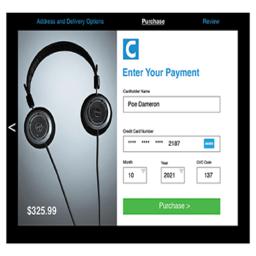 Address and Delivery Options
Purchase
Review
C
Enter Your Payment
Cardholder Name
Poe Dameron
Credit Card Number
**** **** **** 2187
Month
Year
CVC Code
10
2021
137
$325.99
Purchase >